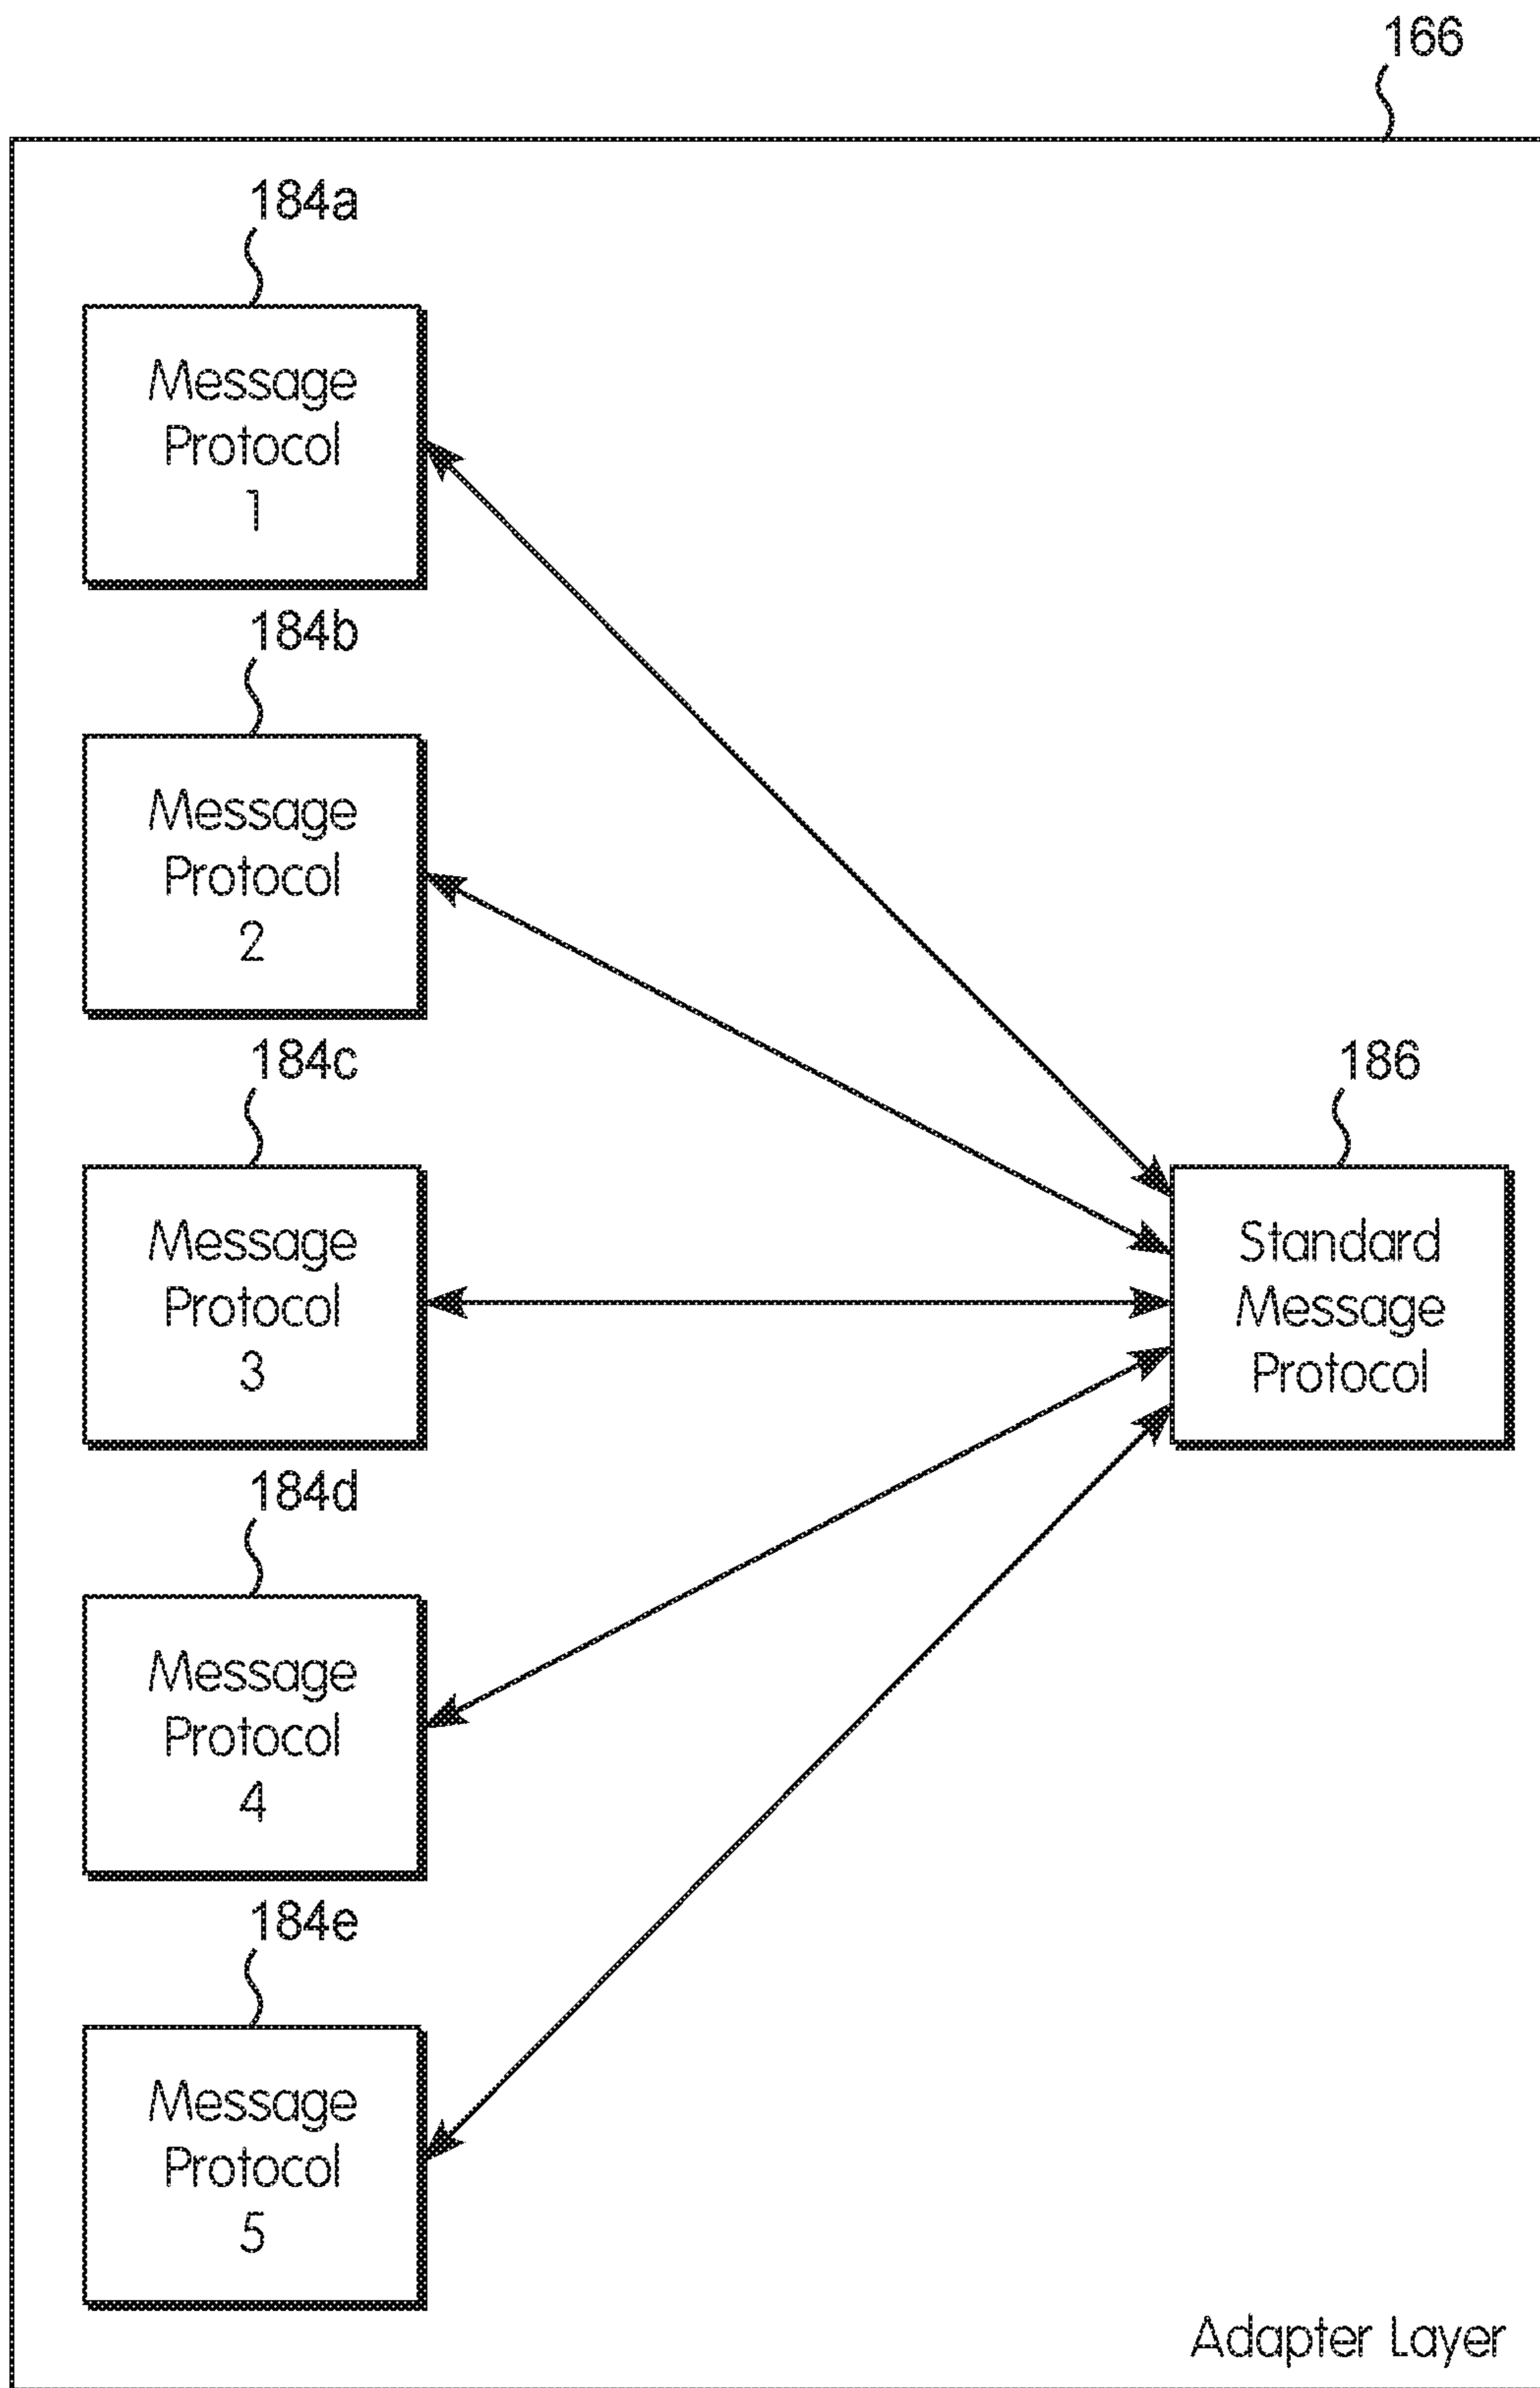 166
184a
Message
Protocol
1
184b
Message
Protocol
2
184c
Message
Protocol
3
186
Standard
Message
Protocol
184d
Message
Protocol
4
184e
Message
Protocol
5
Adapter Layer